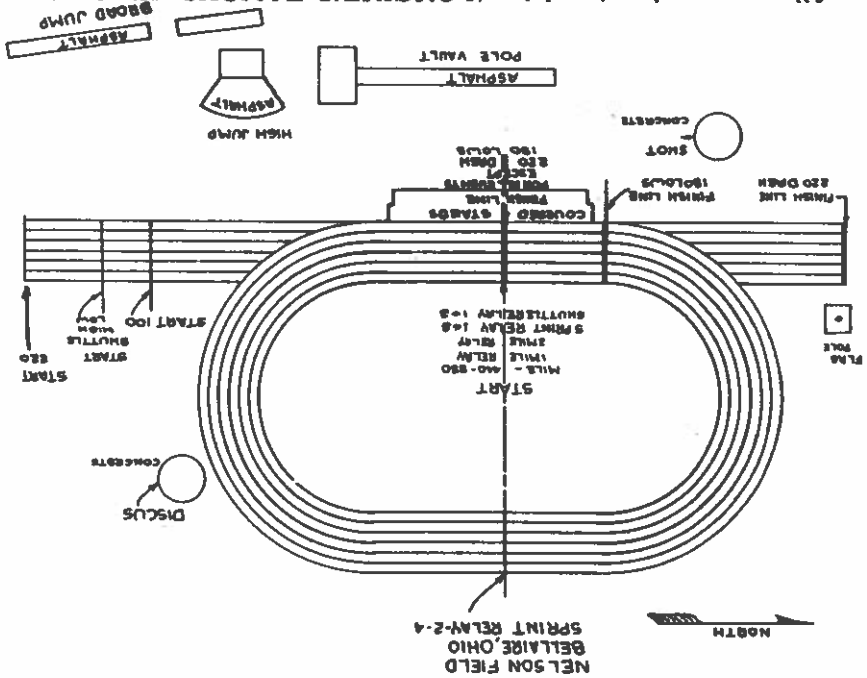 NELSON FIELD
BELLAIRE, OHIO
SPRINT RELAY-2-4
NORTH
DISCUS
CONCRETE
START
MILE - 440-880
1 MILE RELAY
2 MILE RELAY
SPRINT RELAY 1&3
SHUTTLE RELAY 1&3
FLAG
POLE
START 100
START
SHUTTLE
HIGH
LOW
START
220
COVERED STANDS
FINISH LINE
FOR ALL EVENTS
EXCEPT
220 DASH
180 LOWS
220 DASH
FINISH LINE
180 LOWS
FINISH LINE
SHOT
CONCRETE
HIGH JUMP
ASPHALT
ASPHALT
POLE VAULT
ASPHALT
BROAD JUMP